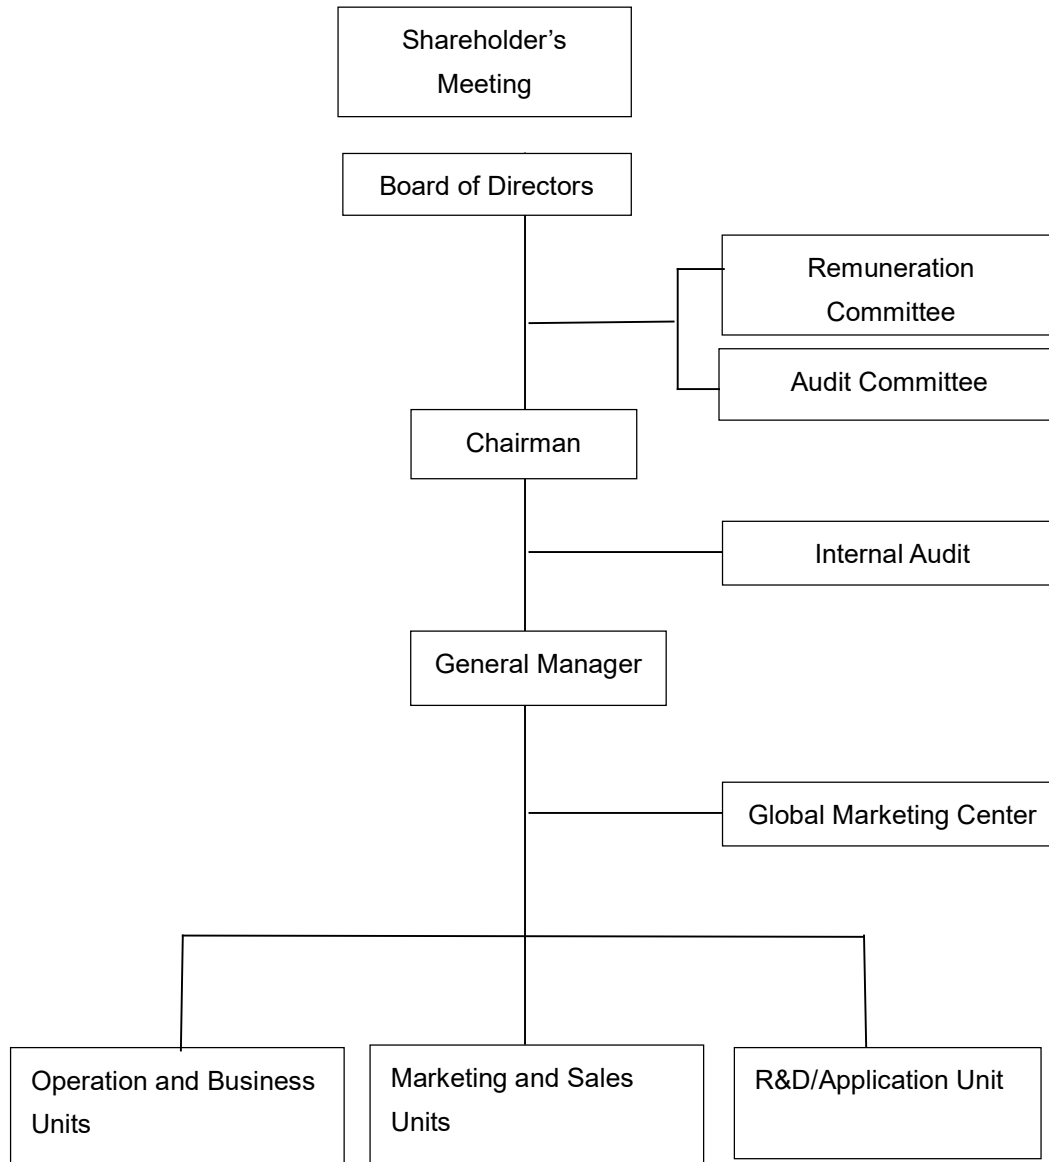 Shareholder’s
Meeting
Board of Directors
Remuneration
Committee
Audit Committee
Chairman
Internal Audit
General Manager
Global Marketing Center
Operation and Business
Units
Marketing and Sales
Units
R&D/Application Unit